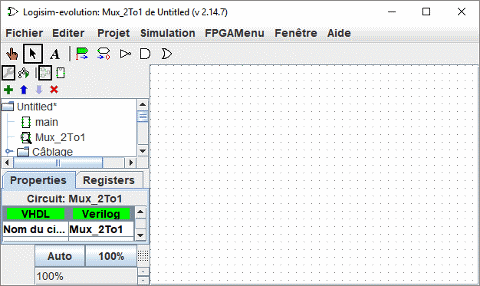 Logisim-evolution: Mux_2To1 de Untitled (v 2.14.7)
Fichier Editer Projet Simulation FPGAMenu Fenêtre Aide
A
Untitled*
main
Mux_2To1
Câblage
Properties Registers
Circuit: Mux_2To1
VHDL Verilog
Nom du ci... Mux_2To1
Auto 100%
100%